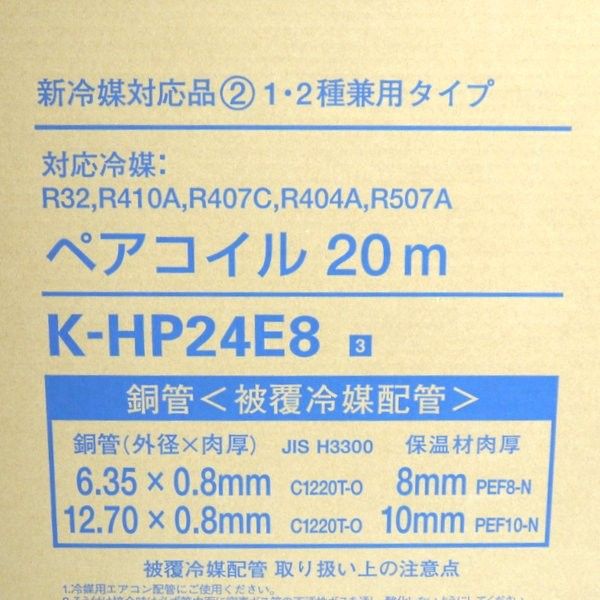 新冷媒対応品② 1・2種兼用タイプ
対応冷媒:
R32,R410A,R407C,R404A,R507A
ペアコイル 20m
K-HP24E8 3
銅管<被覆冷媒配管>
銅管(外径×肉厚) JIS H3300 保温材肉厚
6.35×0.8mm C1220T-O 8mm PEF8-N
12.70×0.8mm C1220T-O 10mm PEF10-N
被覆冷媒配管 取り扱い上の注意点
1.冷媒用エアコン配管にご使用ください。